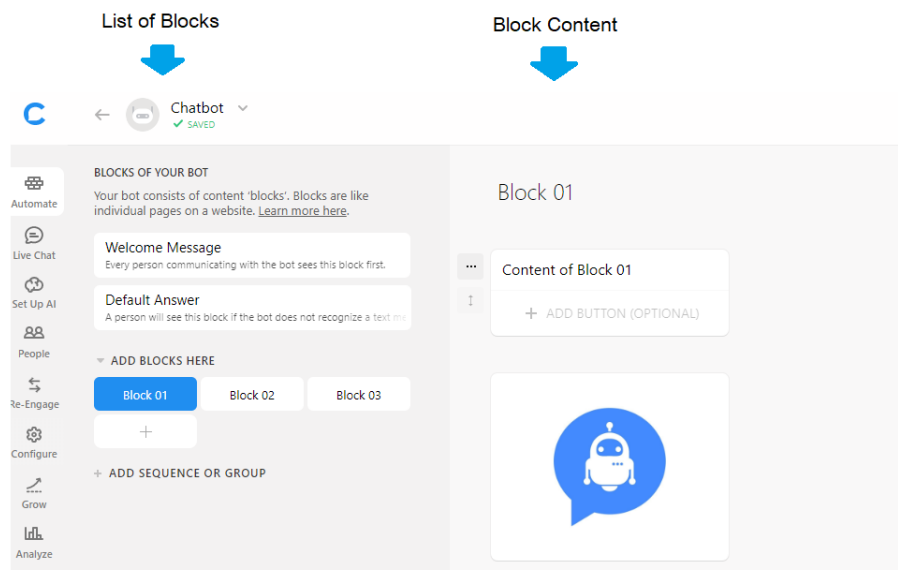 List of Blocks
Block Content
Chatbot
SAVED
Automate
Live Chat
Set Up AI
People
Re-Engage
Configure
Grow
Analyze
BLOCKS OF YOUR BOT
Your bot consists of content 'blocks'. Blocks are like
individual pages on a website. Learn more here.
Welcome Message
Every person communicating with the bot sees this block first.
Default Answer
A person will see this block if the bot does not recognize a text me
ADD BLOCKS HERE
Block 01
Block 02
Block 03
+
+ ADD SEQUENCE OR GROUP
Block 01
Content of Block 01
+ ADD BUTTON (OPTIONAL)